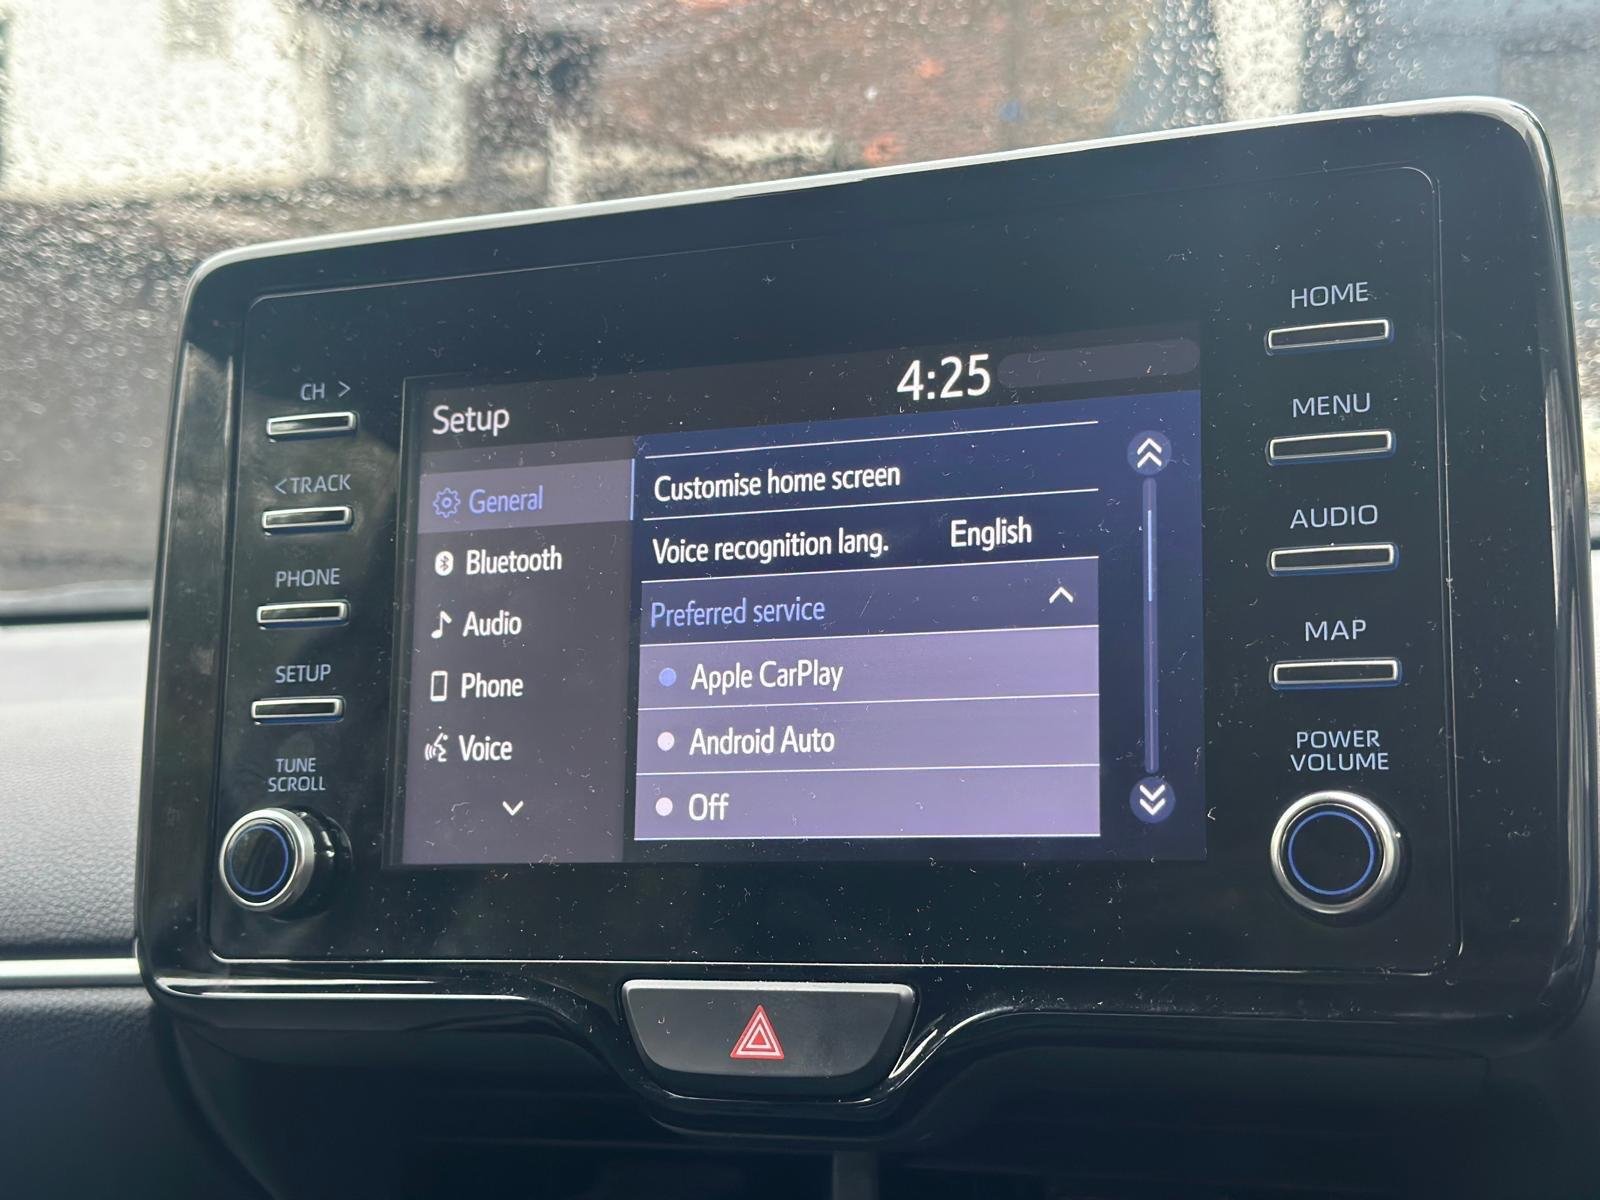 CH >
< TRACK
PHONE
SETUP
TUNE
SCROLL
Setup
4:25
General
Bluetooth
Audio
Phone
Voice
Customise home screen
Voice recognition lang. English
Preferred service
Apple CarPlay
Android Auto
Off
HOME
MENU
AUDIO
MAP
POWER
VOLUME